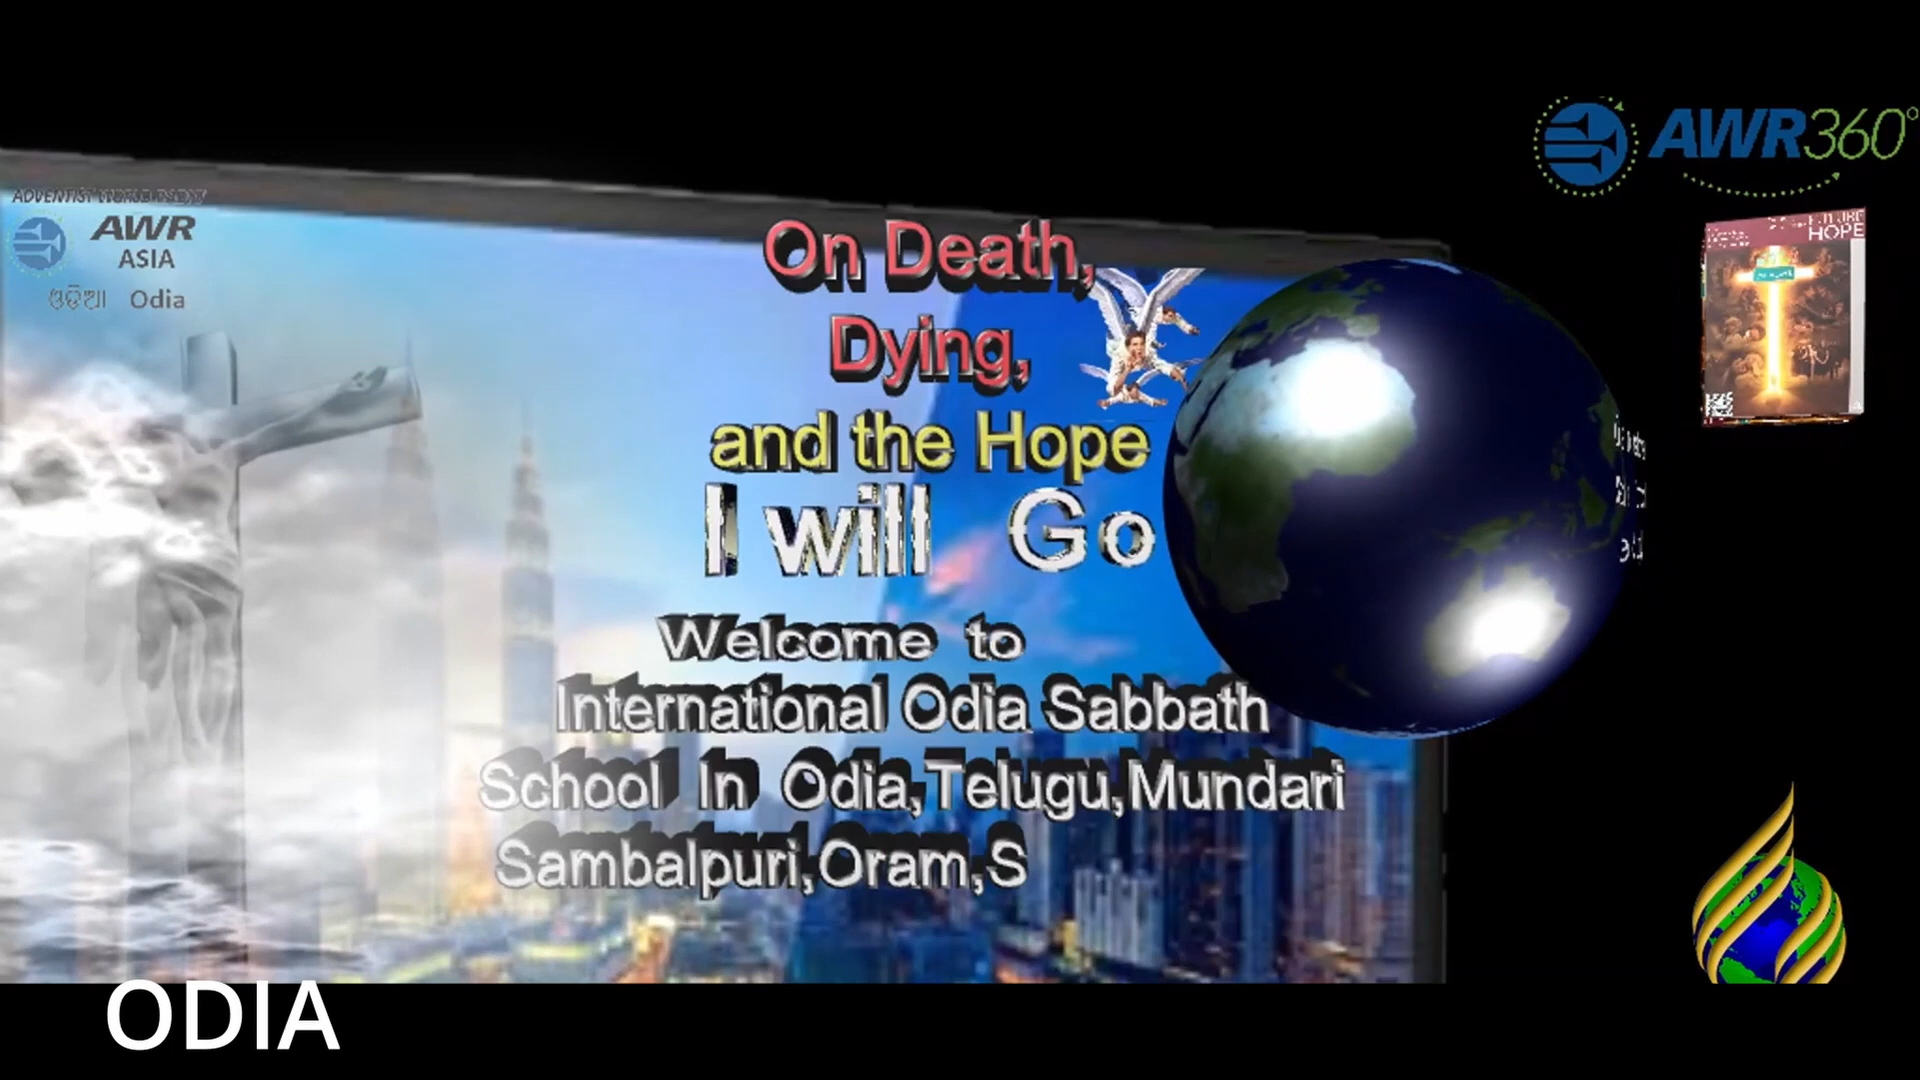 AWR360°
ADVENTIST WORLD RADIO
AWR
ASIA
ଓଡ଼ିଆ Odia
FUTURE
HOPE
On Death,
Dying,
and the Hope
I will Go
Welcome to
International Odia Sabbath
School In Odia,Telugu,Mundari
Sambalpuri,Oram,S
ODIA